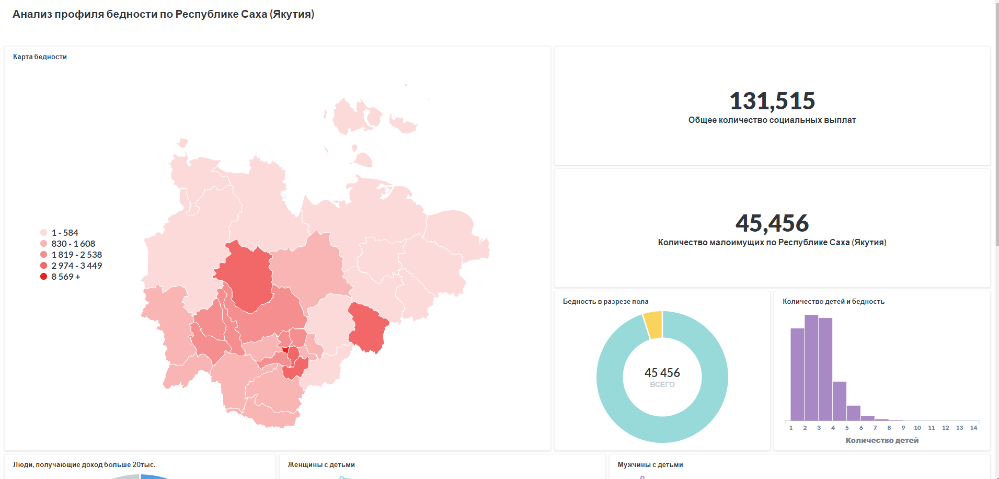 Анализ профиля бедности по Республике Саха (Якутия)
Карта бедности
1 - 584
830 - 1 608
1 819 - 2 538
2 974 - 3 449
8 569 +
131,515
Общее количество социальных выплат
45,456
Количество малоимущих по Республике Саха (Якутия)
Бедность в разрезе пола
45 456
ВСЕГО
Количество детей и бедность
1 2 3 4 5 6 7 8 9 10 11 12 13 14
Количество детей
Люди, получающие доход больше 20тыс.
Женщины с детьми
Мужчины с детьми